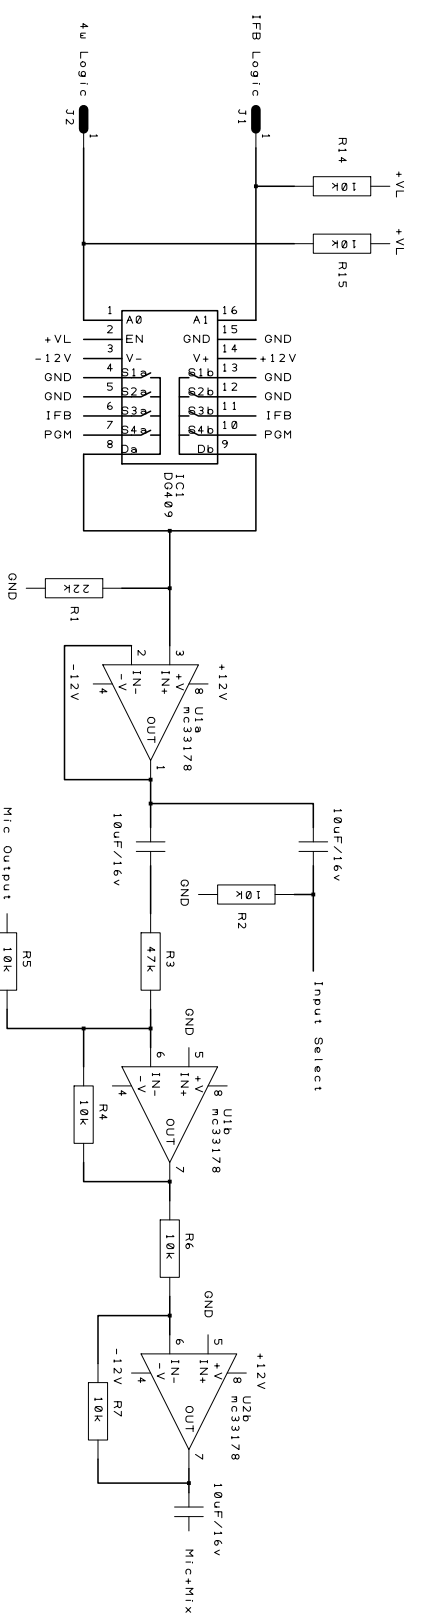 4w Logic
J2
1
IFB Logic
J1
1
R14
10k
+VL
R15
10k
+VL
1 A0
A1 16
2 EN
GND 15
3 V-
V+ 14
4 S1a
S1b 13
5 S2a
S2b 12
6 S3a
S3b 11
7 S4a
S4b 10
8 Da
Db 9
+VL
GND
-12V
+12V
GND
GND
GND
GND
IFB
IFB
PGM
PGM
IC1
DG409
GND
22k
R1
2
3
IN-
IN+
-V
+V
4
8
-12V
+12V
OUT
1
U1a
mc33178
10uF/16v
10uF/16v
GND
10k
R2
Input Select
Mic Output
10k
R5
47k
R3
GND
6
5
IN-
IN+
-V
+V
4
8
OUT
7
U1b
mc33178
10k
R4
10k
R6
GND
6
5
IN-
IN+
-V
+V
4
8
-12V
+12V
OUT
7
U2b
mc33178
10k
R7
10uF/16v
Mic+Mix